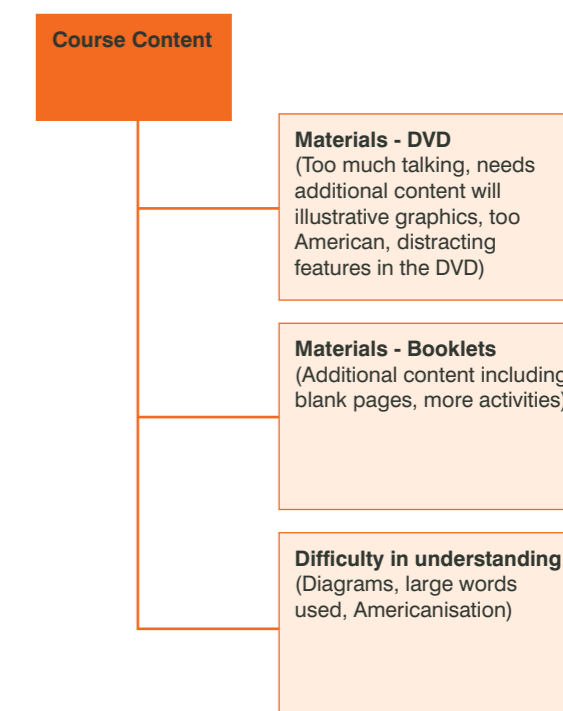 Course Content
Materials - DVD
(Too much talking, needs
additional content will
illustrative graphics, too
American, distracting
features in the DVD)
Materials - Booklets
(Additional content including
blank pages, more activities)
Difficulty in understanding
(Diagrams, large words
used, Americanisation)